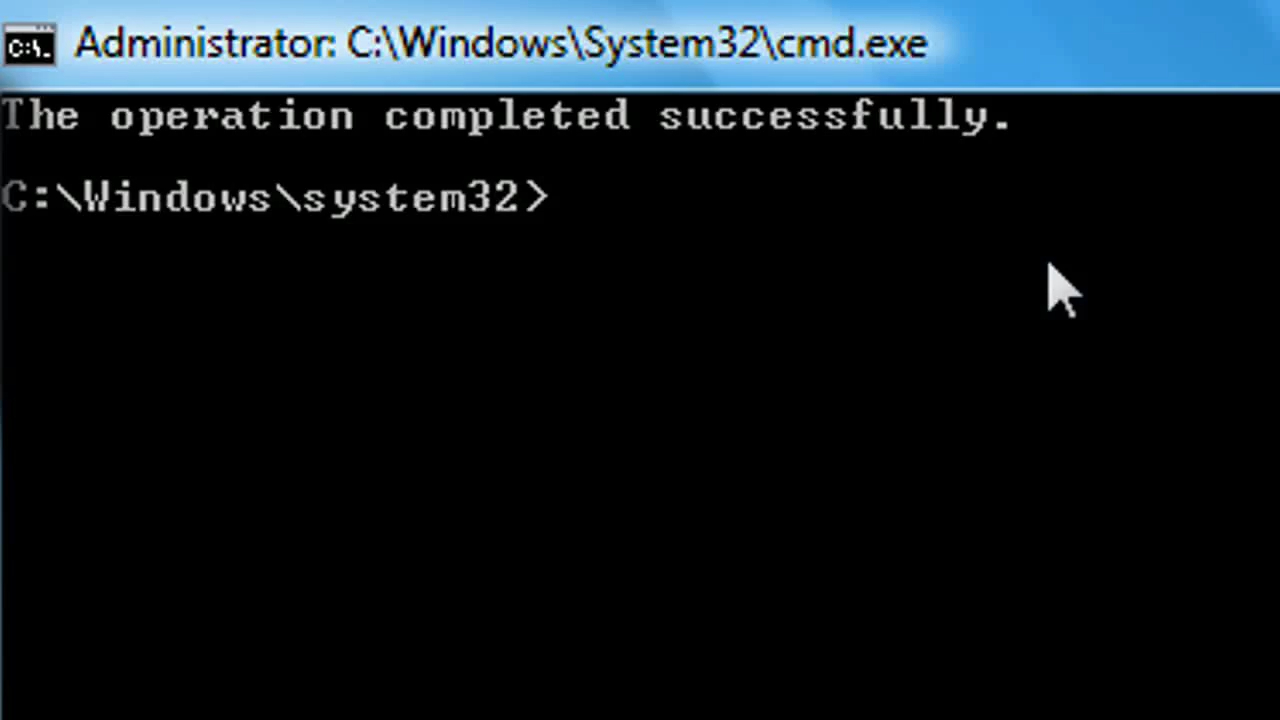 C:\.
Administrator: C:\Windows\System32\cmd.exe
The operation completed successfully.
C:\Windows\system32>